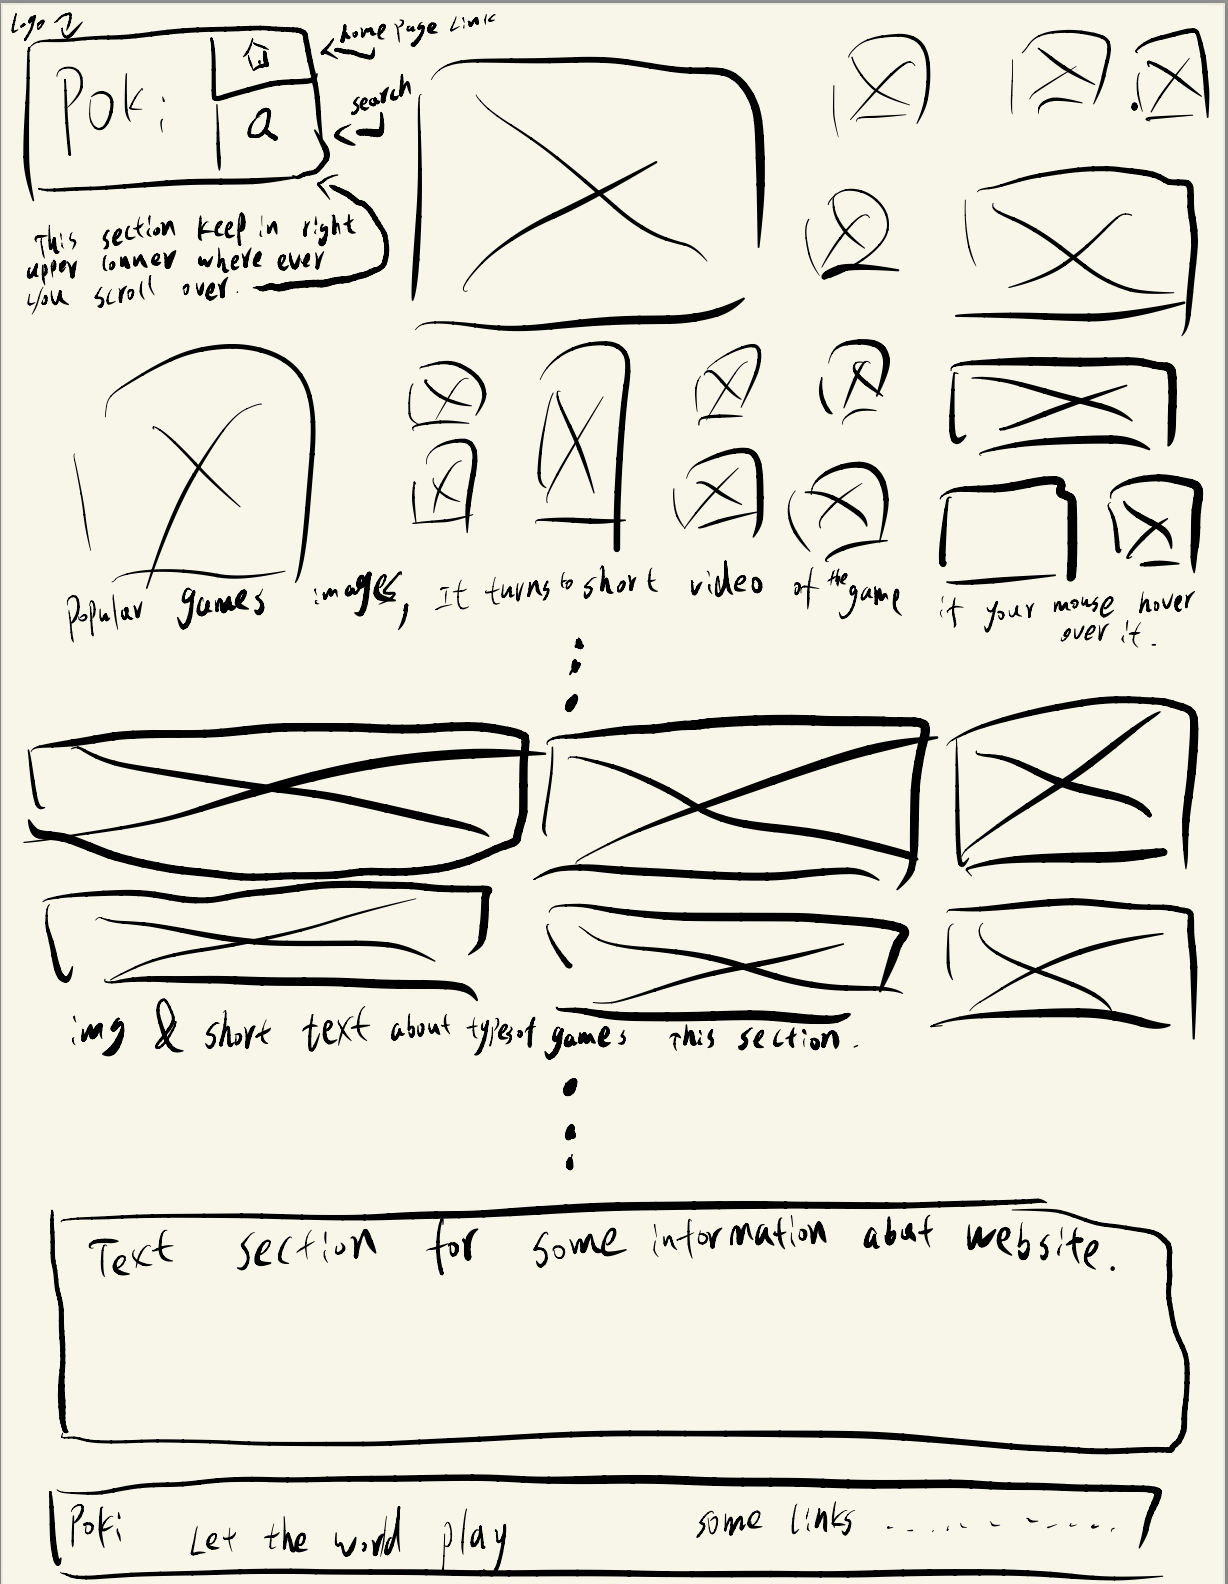 Logo
home Page Link
Poki
search
This section keep in right
upper conner where ever
you scroll over.
Popular games images, It turns to short video of the game if your mouse hover
over it.
img & short text about types of games This section.
Text section for some information about website.
Poki Let the world play some links